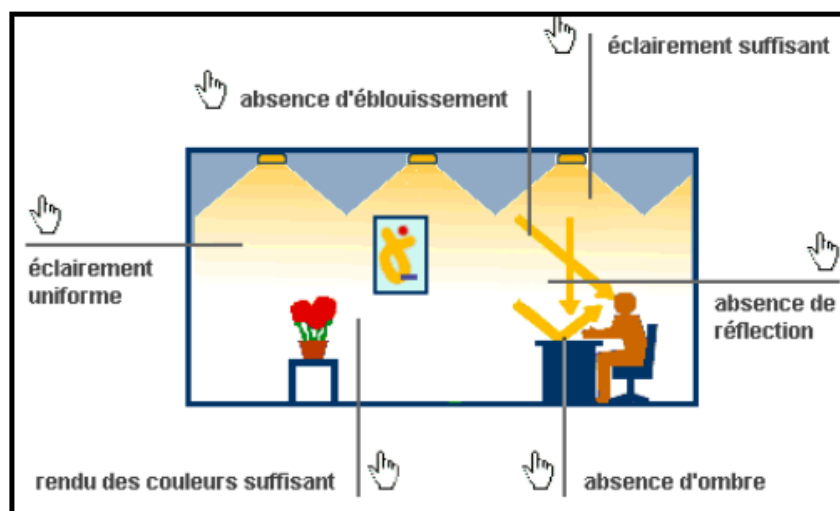 éclairement suffisant
absence d'éblouissement
éclairement
uniforme
absence de
réflection
rendu des couleurs suffisant
absence d'ombre